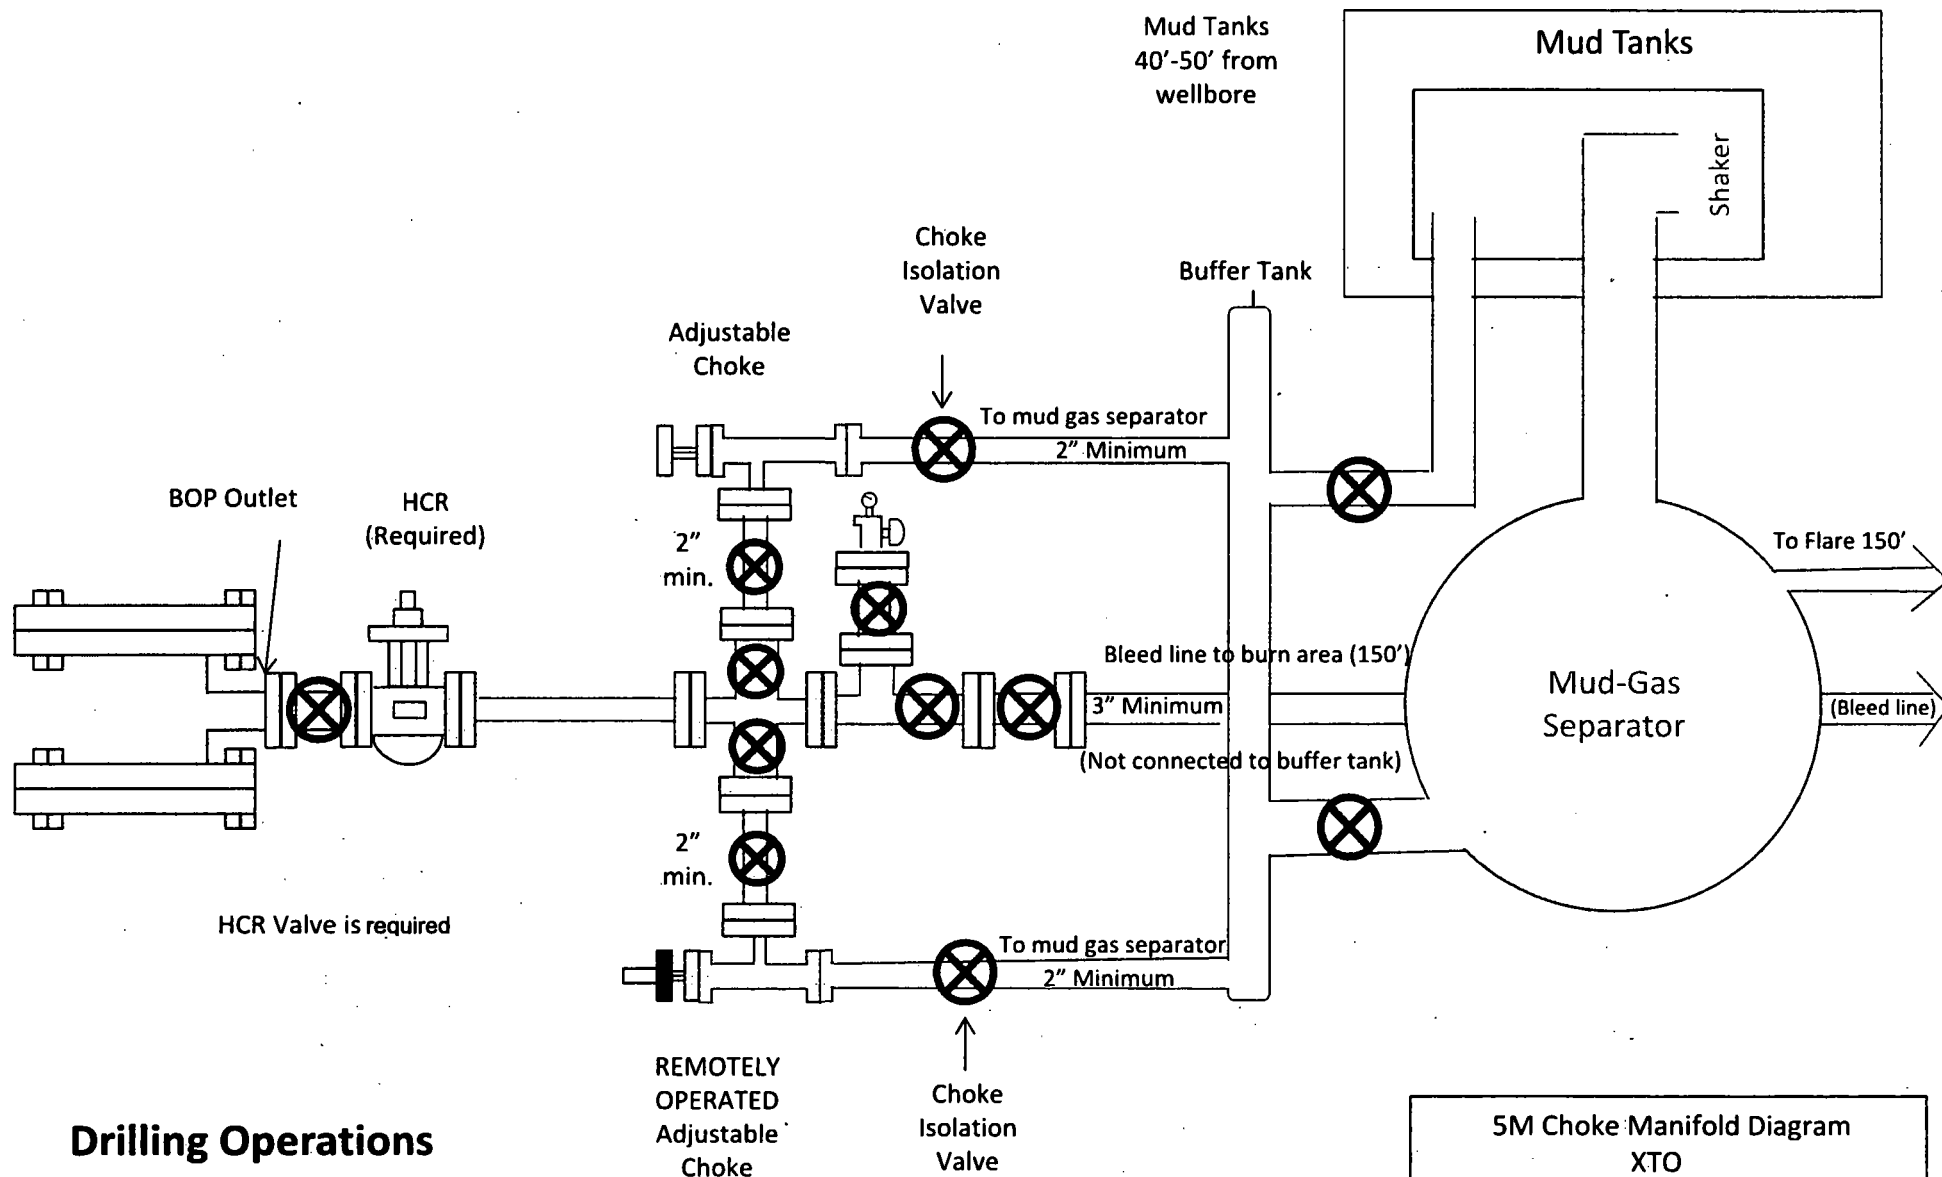 Mud Tanks
40'-50' from
wellbore
Mud Tanks
Shaker
Choke
Isolation
Valve
Buffer Tank
Adjustable
Choke
To mud gas separator
2" Minimum
BOP Outlet
HCR
(Required)
2"
min.
To Flare 150'
Bleed line to burn area (150')
3" Minimum
(Not connected to buffer tank)
Mud-Gas
Separator
(Bleed line)
2"
min.
HCR Valve is required
To mud gas separator
2" Minimum
REMOTELY
OPERATED
Adjustable
Choke
Choke
Isolation
Valve
Drilling Operations
5M Choke Manifold Diagram
XTO